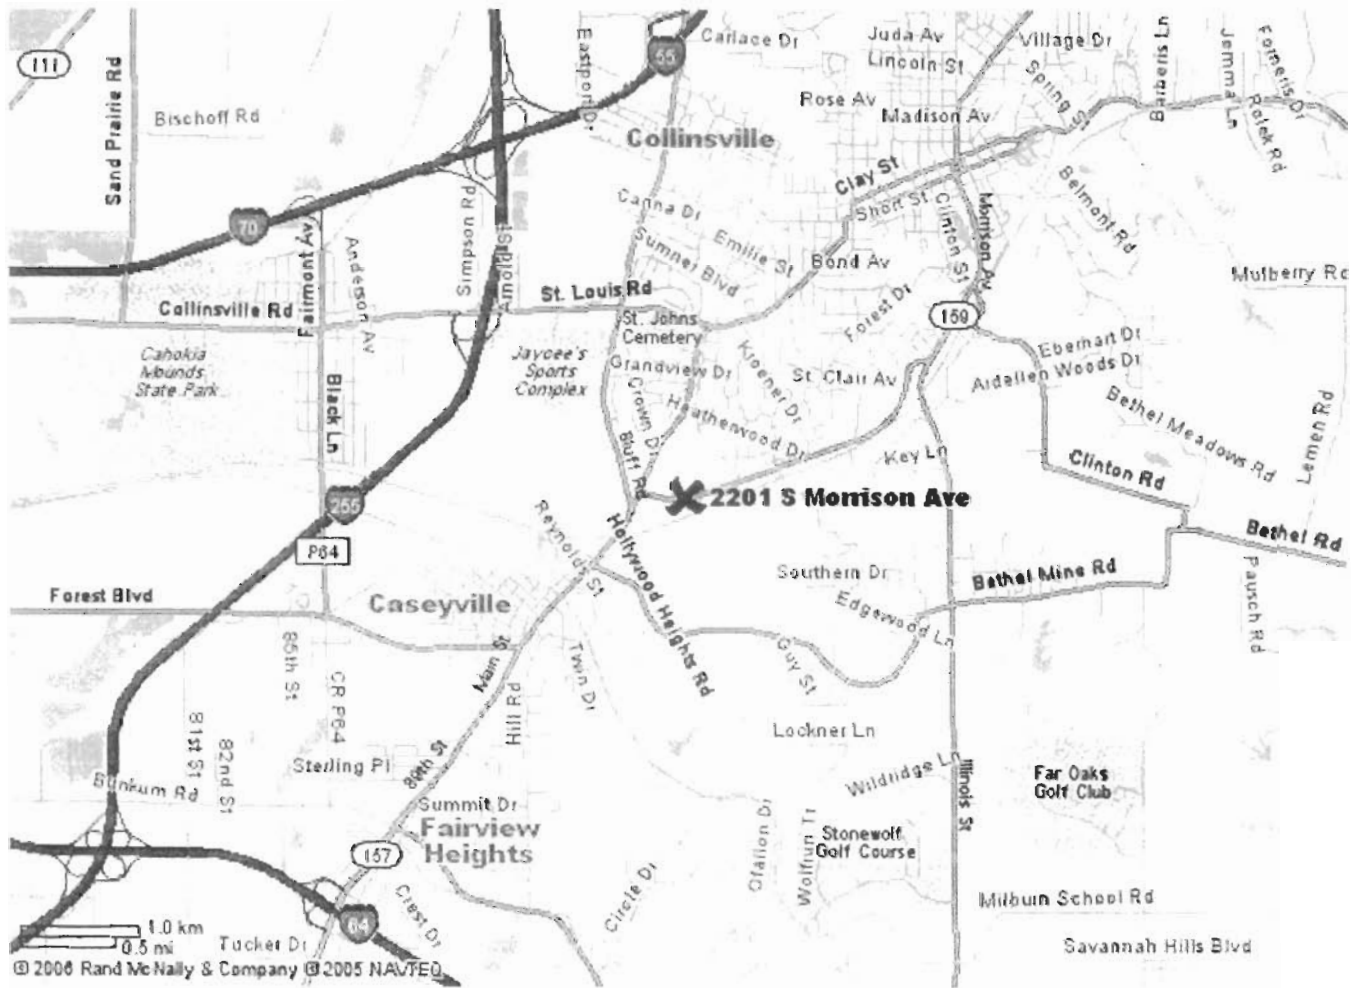 111
Sand Prairie Rd
Bischoff Rd
Eastport Dr
55
Carlace Dr
Juda Av
Lincoln St
Village Dr
Spring St
Barberis Ln
Jemma Ln
Forneris Dr
Ratek Rd
Rose Av
Madison Av
Collinsville
Clay St
Short St
Clinton St
Morrison Av
Belmont Rd
70
Fairmont Av
Anderson Av
Simpson Rd
Arnold St
Canna Dr
Sumner Blvd
Emilie St
Bond Av
Forest Dr
Mulberry Rd
Collinsville Rd
St. Louis Rd
159
Cahokia
Mounds
State Park
Jaycee's
Sports
Complex
St. Johns
Cemetery
Grandview Dr
Crown Dr
Kroener Dr
St. Clair Av
Eberhart Dr
Ardellen Woods Dr
Black Ln
Heathenwood Dr
Bluff Rd
Key Ln
Bethel Meadows Rd
Lemen Rd
Clinton Rd
2201 S Morrison Ave
255
P64
Reynolds St
Hollywood Heights Rd
Bethel Rd
Southern Dr
Bethel Mine Rd
Edgewood Ln
Pausch Rd
Forest Blvd
Caseyville
85th St
CR P64
Main St
Hill Rd
Twin Dr
Guy St
81st St
82nd St
Sterling Pl
89th St
Lockner Ln
Wildridge Ln
Illinois St
Far Oaks
Golf Club
Bunkum Rd
Summit Dr
Fairview
Heights
157
Ofallon Dr
Wolfrun Tr
Stonewolf
Golf Course
Circle Dr
Crest Dr
64
Milburn School Rd
Savannah Hills Blvd
1.0 km
0.5 mi
Tucker Dr
© 2006 Rand McNally & Company © 2005 NAVTEQ